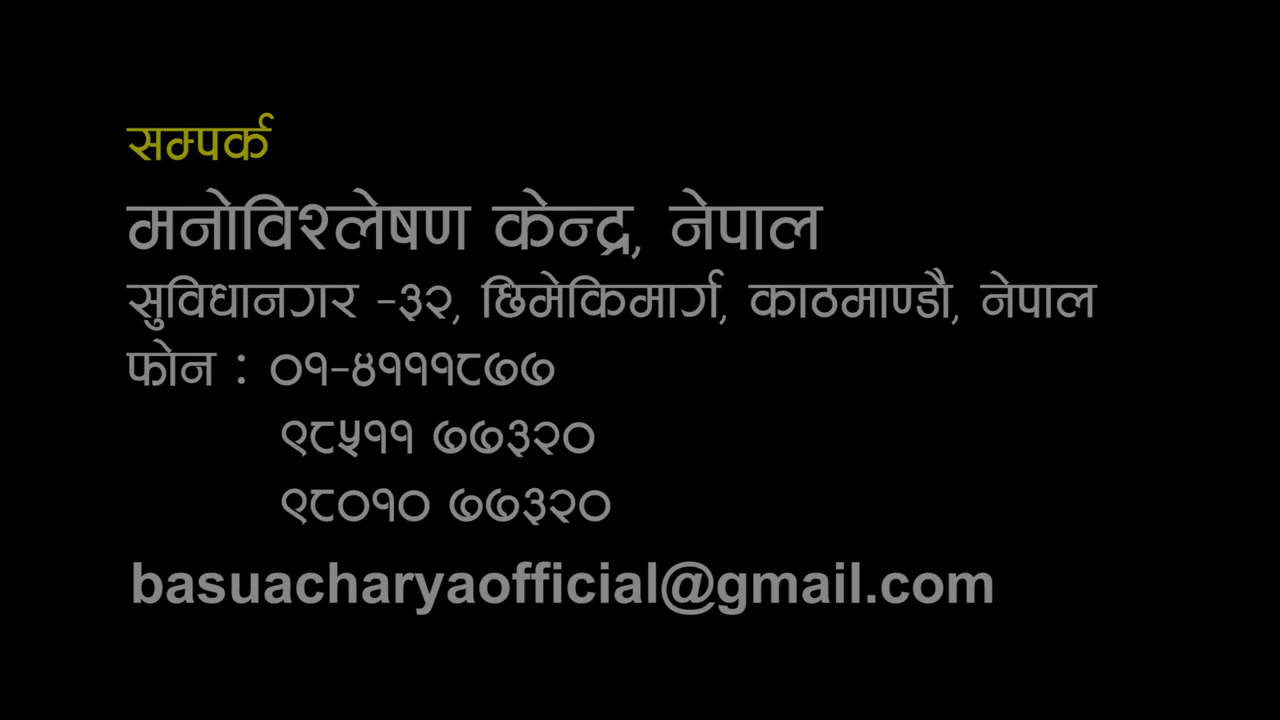 सम्पर्क
मनोविश्लेषण केन्द्र, नेपाल
सुविधानगर -३२, छिमेकिमार्ग, काठमाण्डौ, नेपाल
फोन : ०१-४१११८७७
९८५११ ७७३२०
९८०१० ७७३२०
basuacharyaofficial@gmail.com